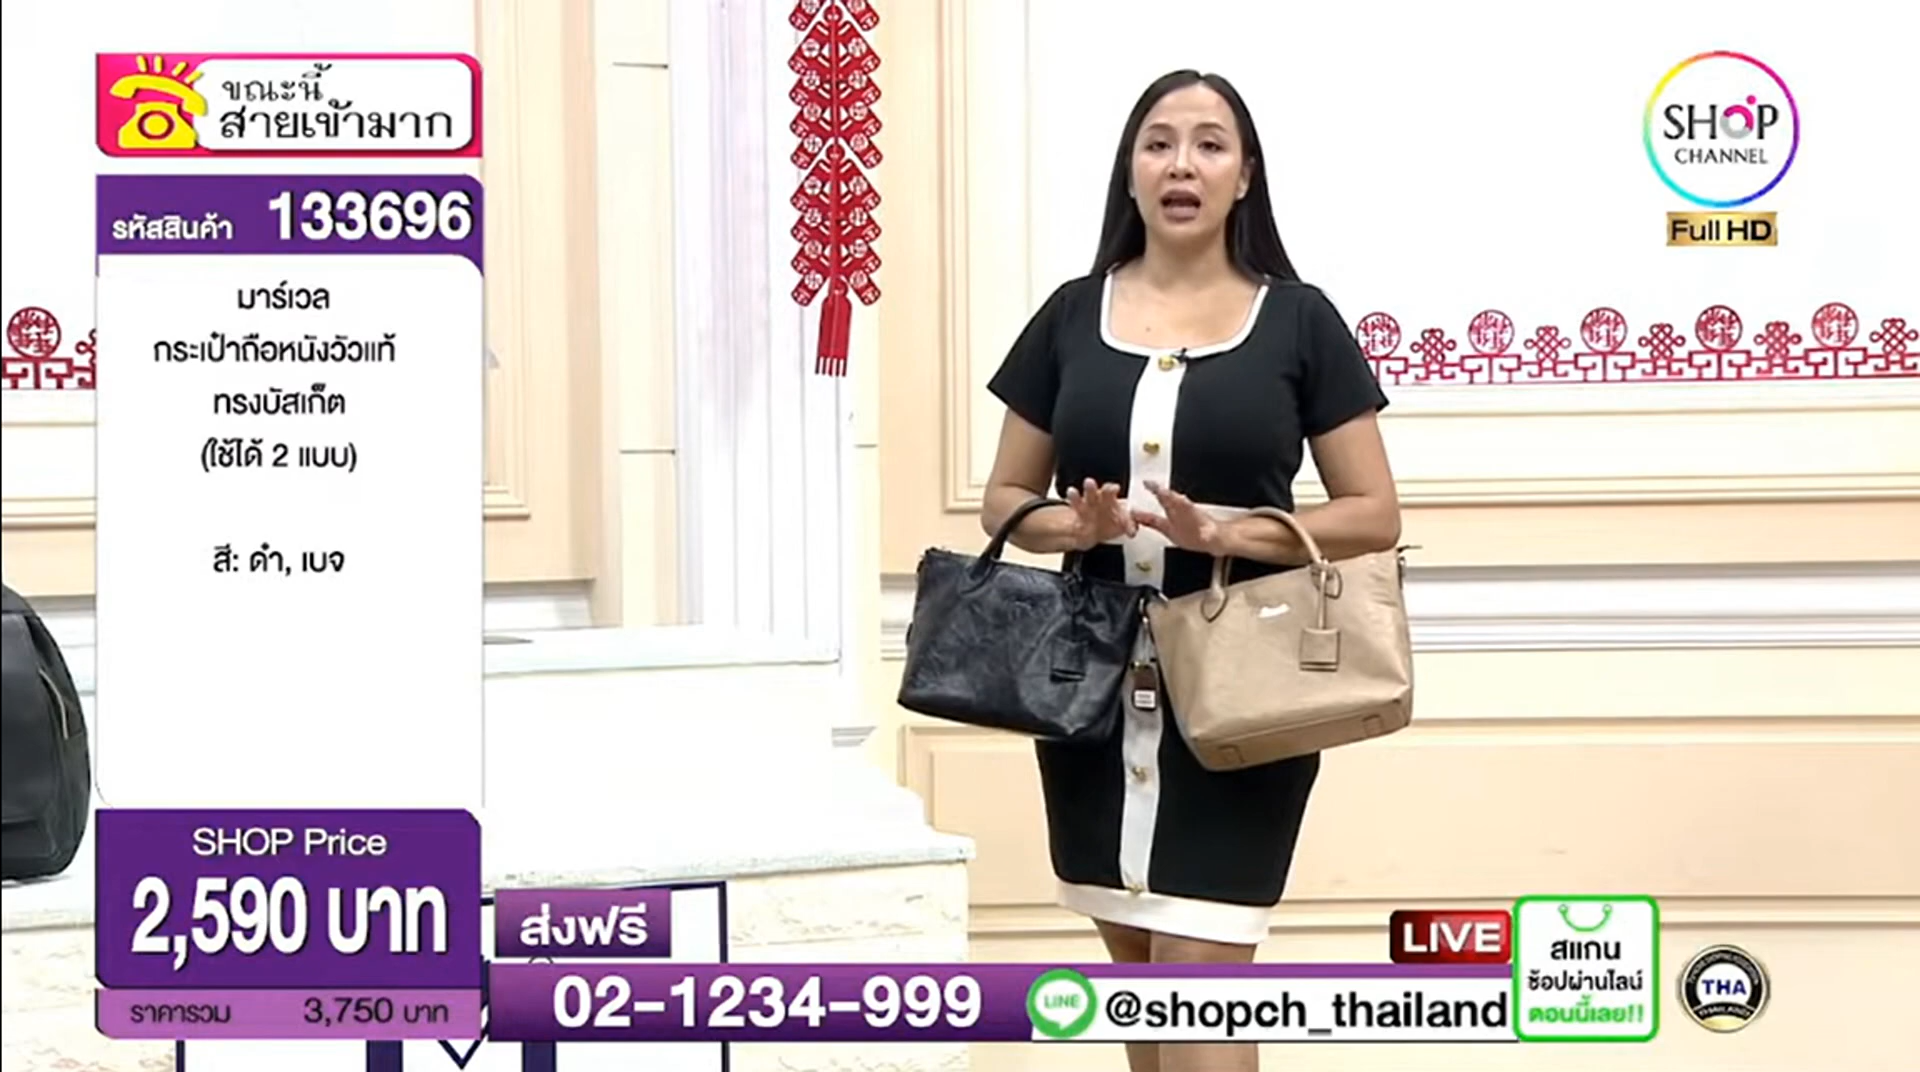 ขณะนี้
สายเข้ามาก
รหัสสินค้า 133696
มาร์เวล
กระเป๋าถือหนังวัวแท้
ทรงบัสเก็ต
(ใช้ได้ 2 แบบ)
สี: ดำ, เบจ
SHOP Price
2,590 บาท
ราคารวม 3,750 บาท
ส่งฟรี
02-1234-999
LINE
@shopch_thailand
SHOP
CHANNEL
Full HD
LIVE
สแกน
ช้อปผ่านไลน์
ตอนนี้เลย!!
THA